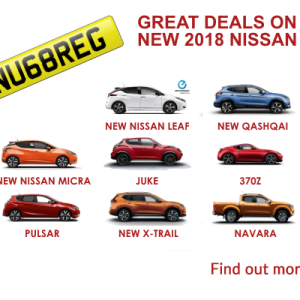 GREAT DEALS ON
NEW 2018 NISSAN
NU68REG
NEW NISSAN LEAF
NEW QASHQAI
NEW NISSAN MICRA
JUKE
370Z
PULSAR
NEW X-TRAIL
NAVARA
Find out mor